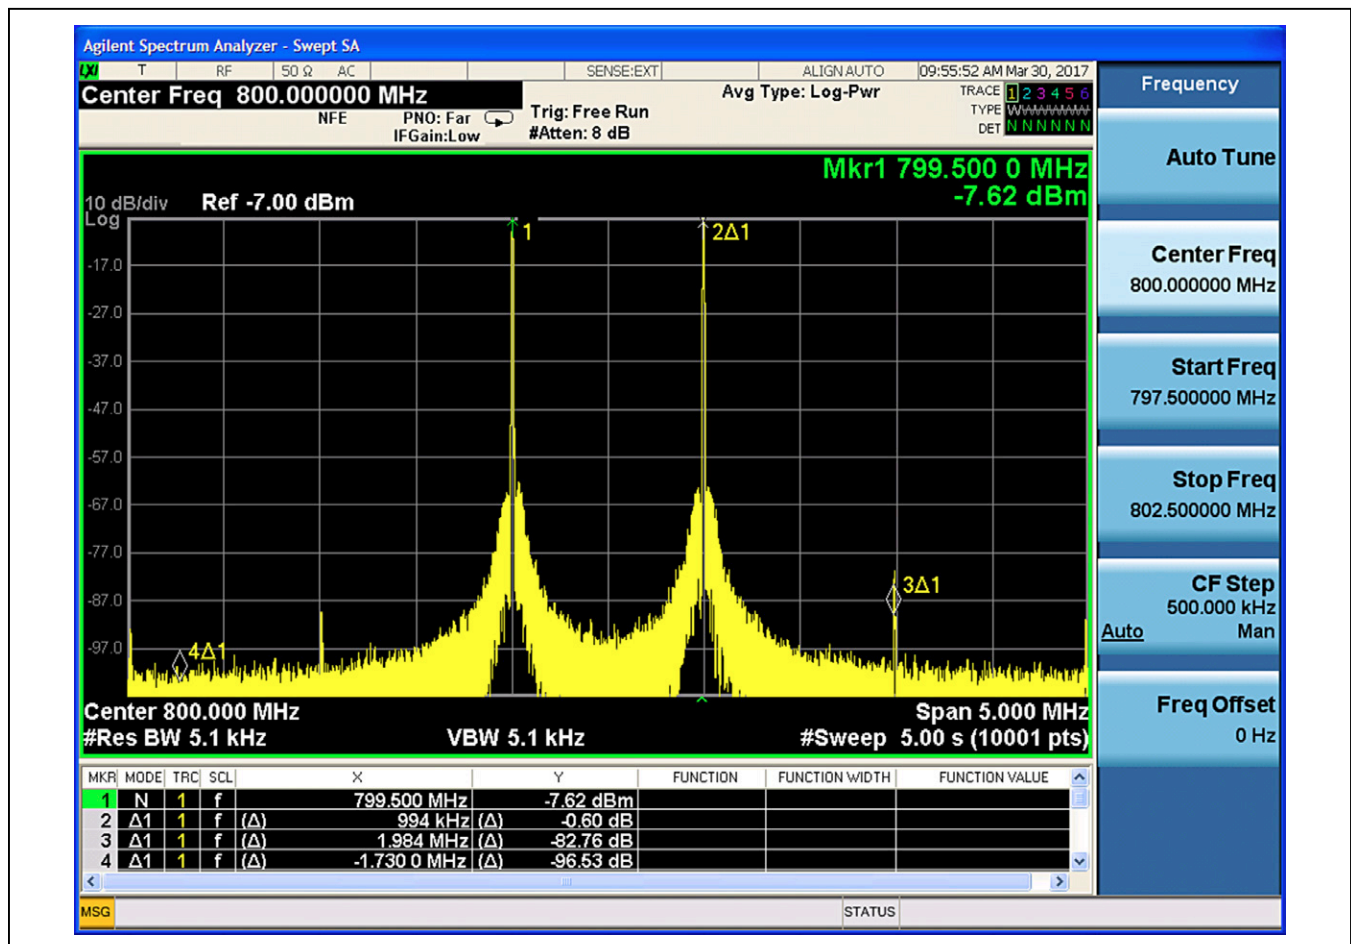 Agilent Spectrum Analyzer - Swept SA
LXI T RF 50 Ω AC SENSE:EXT ALIGN AUTO 09:55:52 AM Mar 30, 2017
Center Freq 800.000000 MHz
NFE PNO: Far IFGain:Low
Trig: Free Run
#Atten: 8 dB
Avg Type: Log-Pwr
TRACE 1 2 3 4 5 6
TYPE WWWWWW
DET N N N N N N
Mkr1 799.500 0 MHz
-7.62 dBm
10 dB/div
Log
Ref -7.00 dBm
1
2Δ1
-17.0
-27.0
-37.0
-47.0
-57.0
-67.0
-77.0
-87.0
-97.0
3Δ1
4Δ1
Center 800.000 MHz Span 5.000 MHz
#Res BW 5.1 kHz VBW 5.1 kHz #Sweep 5.00 s (10001 pts)
MKR MODE TRC SCL X Y FUNCTION FUNCTION WIDTH FUNCTION VALUE
1 N 1 f 799.500 MHz -7.62 dBm
2 Δ1 1 f (Δ) 994 kHz (Δ) -0.60 dB
3 Δ1 1 f (Δ) 1.984 MHz (Δ) -82.76 dB
4 Δ1 1 f (Δ) -1.730 0 MHz (Δ) -96.53 dB
MSG STATUS
Frequency
Auto Tune
Center Freq
800.000000 MHz
Start Freq
797.500000 MHz
Stop Freq
802.500000 MHz
CF Step
500.000 kHz
Auto Man
Freq Offset
0 Hz